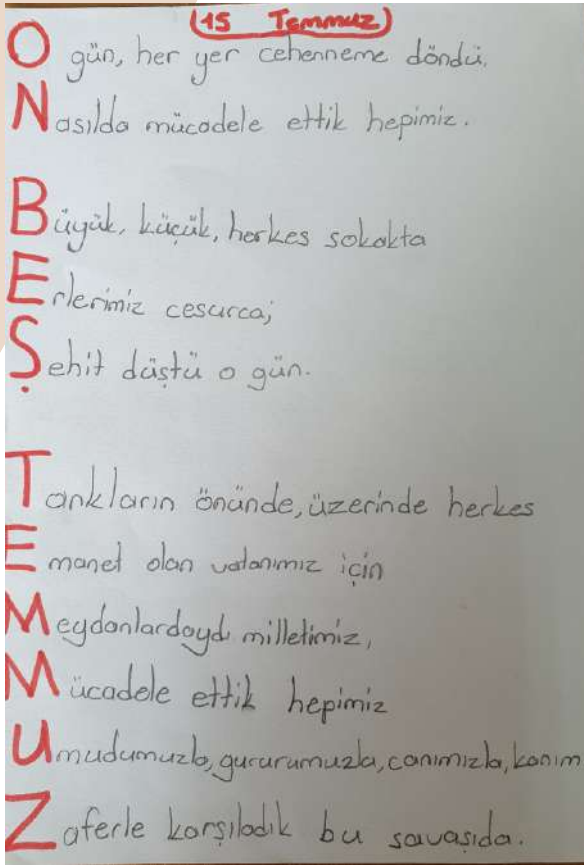 (15 Temmuz)
O gün, her yer cehenneme döndü.
Nasılda mücadele ettik hepimiz.
Büyük, küçük, herkes sokakta
Erlerimiz cesurca;
Şehit düştü o gün.
Tankların önünde, üzerinde herkes
Emanet olan vatanımız için
Meydanlardaydı milletimiz,
Mücadele ettik hepimiz
Umudumuzla, gururumuzla, canımızla, kanım
Zaferle karşıladık bu savaşıda.